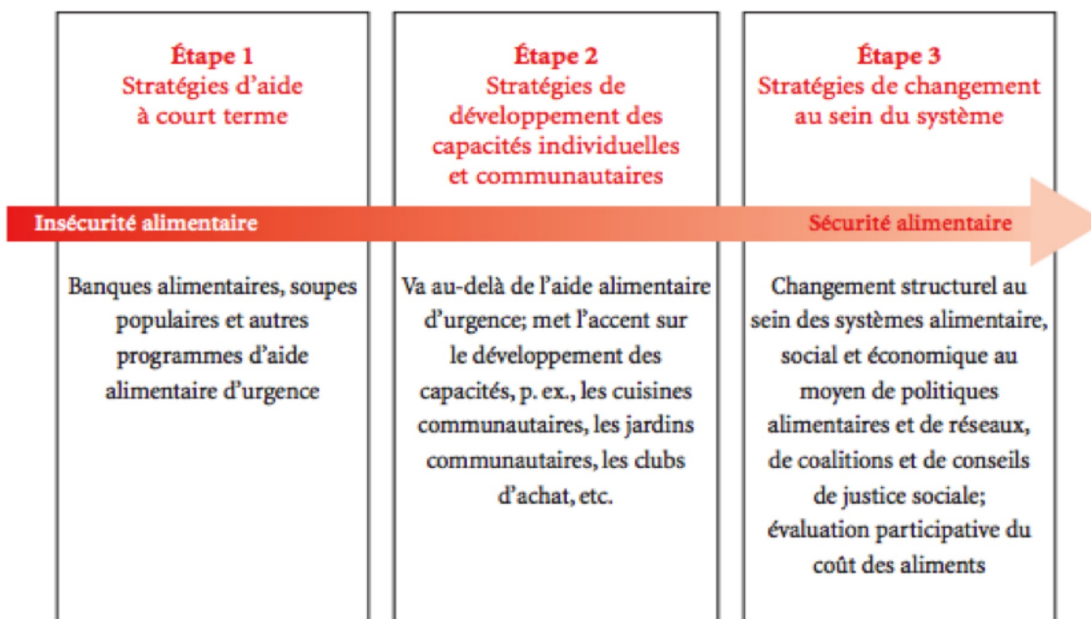 Étape 1
Stratégies d'aide
à court terme
Étape 2
Stratégies de
développement des
capacités individuelles
et communautaires
Étape 3
Stratégies de changement
au sein du système
Insécurité alimentaire
Sécurité alimentaire
Banques alimentaires, soupes
populaires et autres
programmes d'aide
alimentaire d'urgence
Va au-delà de l'aide alimentaire
d'urgence; met l'accent sur
le développement des
capacités, p. ex., les cuisines
communautaires, les jardins
communautaires, les clubs
d'achat, etc.
Changement structurel au
sein des systèmes alimentaire,
social et économique au
moyen de politiques
alimentaires et de réseaux,
de coalitions et de conseils
de justice sociale;
évaluation participative du
coût des aliments